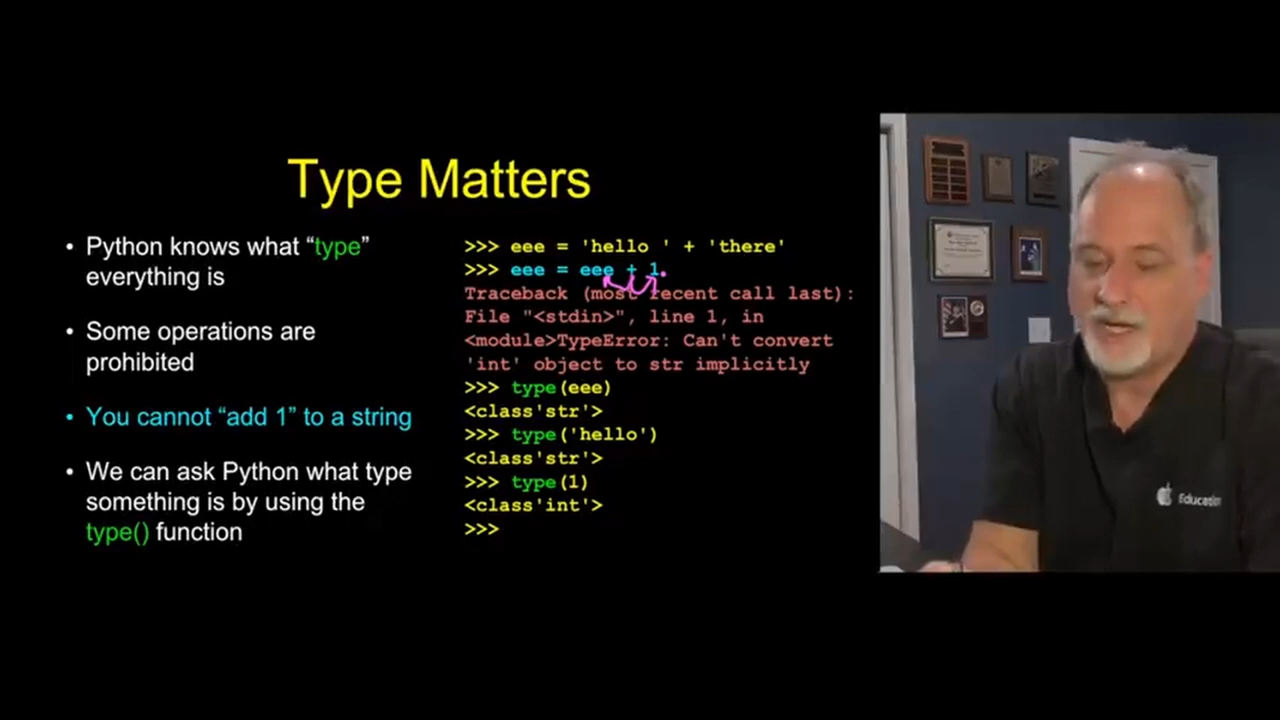 Type Matters
• Python knows what “type”
everything is
• Some operations are
prohibited
• You cannot “add 1” to a string
• We can ask Python what type
something is by using the
type() function
>>> eee = 'hello ' + 'there'
>>> eee = eee + 1
Traceback (most recent call last):
File "<stdin>", line 1, in
<module>TypeError: Can't convert
'int' object to str implicitly
>>> type(eee)
<class'str'>
>>> type('hello')
<class'str'>
>>> type(1)
<class'int'>
>>>
Education